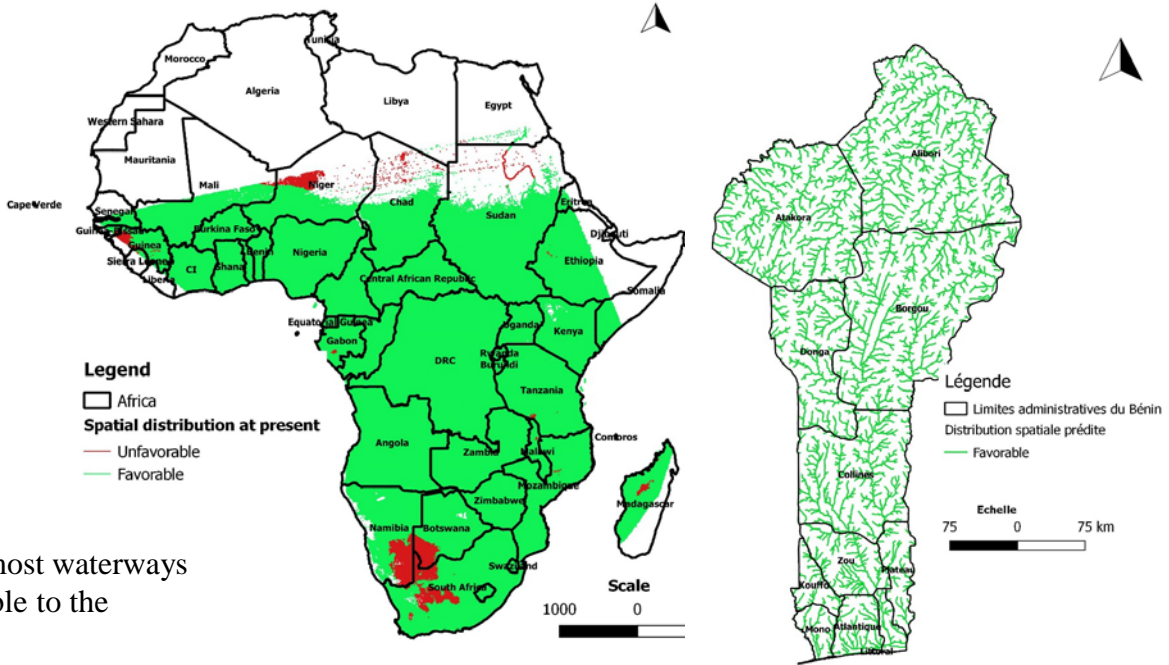 Tunisia
Morocco
Algeria
Libya
Egypt
Western Sahara
Mauritania
Mali
Niger
Chad
Sudan
Eritrea
Cape Verde
Senegal
Burkina Faso
Djibouti
Guinea
Benin
Nigeria
Ethiopia
Sierra Leone
CI
Ghana
Central African Republic
Liberia
Somalia
Equatorial Guinea
Uganda
Kenya
Gabon
DRC
Rwanda
Burundi
Tanzania
Legend
Africa
Spatial distribution at present
Unfavorable
Favorable
Angola
Zambia
Malawi
Comoros
Mozambique
Madagascar
Zimbabwe
Namibia
Botswana
Swaziland
South Africa
Scale
1000 0
most waterways
ble to the
Alibori
Atakora
Borgou
Donga
Collines
Zou
Plateau
Kouffo
Mono
Atlantique
Littoral
Légende
Limites administratives du Bénin
Distribution spatiale prédite
Favorable
Echelle
75 0 75 km